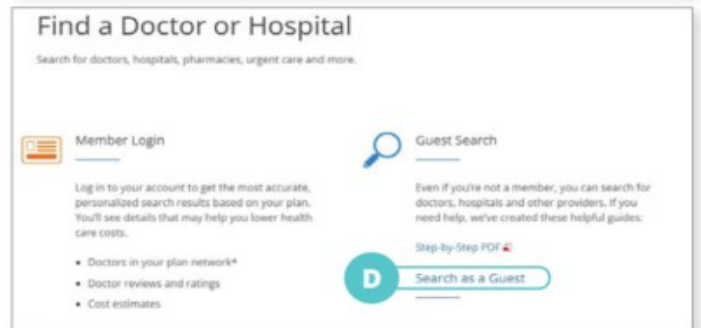 Find a Doctor or Hospital
Search for doctors, hospitals, pharmacies, urgent care and more.
Member Login
Log in to your account to get the most accurate,
personalized search results based on your plan.
You'll see details that may help you lower health
care costs.
• Doctors in your plan network*
• Doctor reviews and ratings
• Cost estimates
Guest Search
Even if you're not a member, you can search for
doctors, hospitals and other providers. If you
need help, we've created these helpful guides:
Step-by-Step PDF
D Search as a Guest